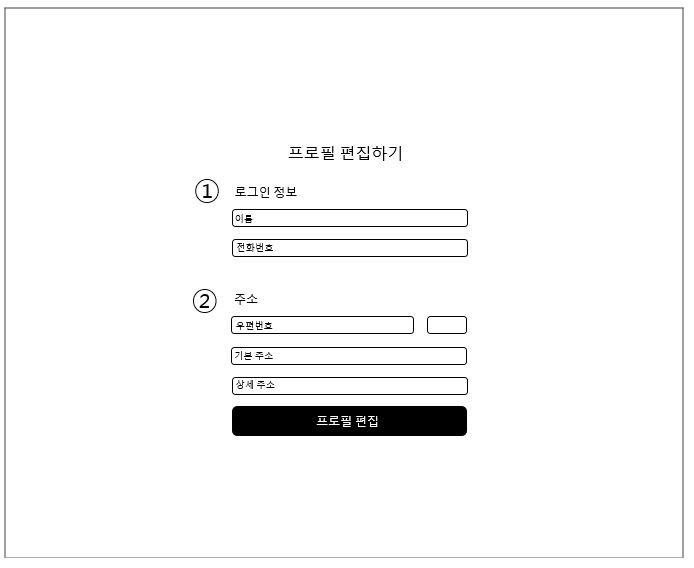 프로필 편집하기
① 로그인 정보
이름
전화번호
② 주소
우편번호
기본 주소
상세 주소
프로필 편집